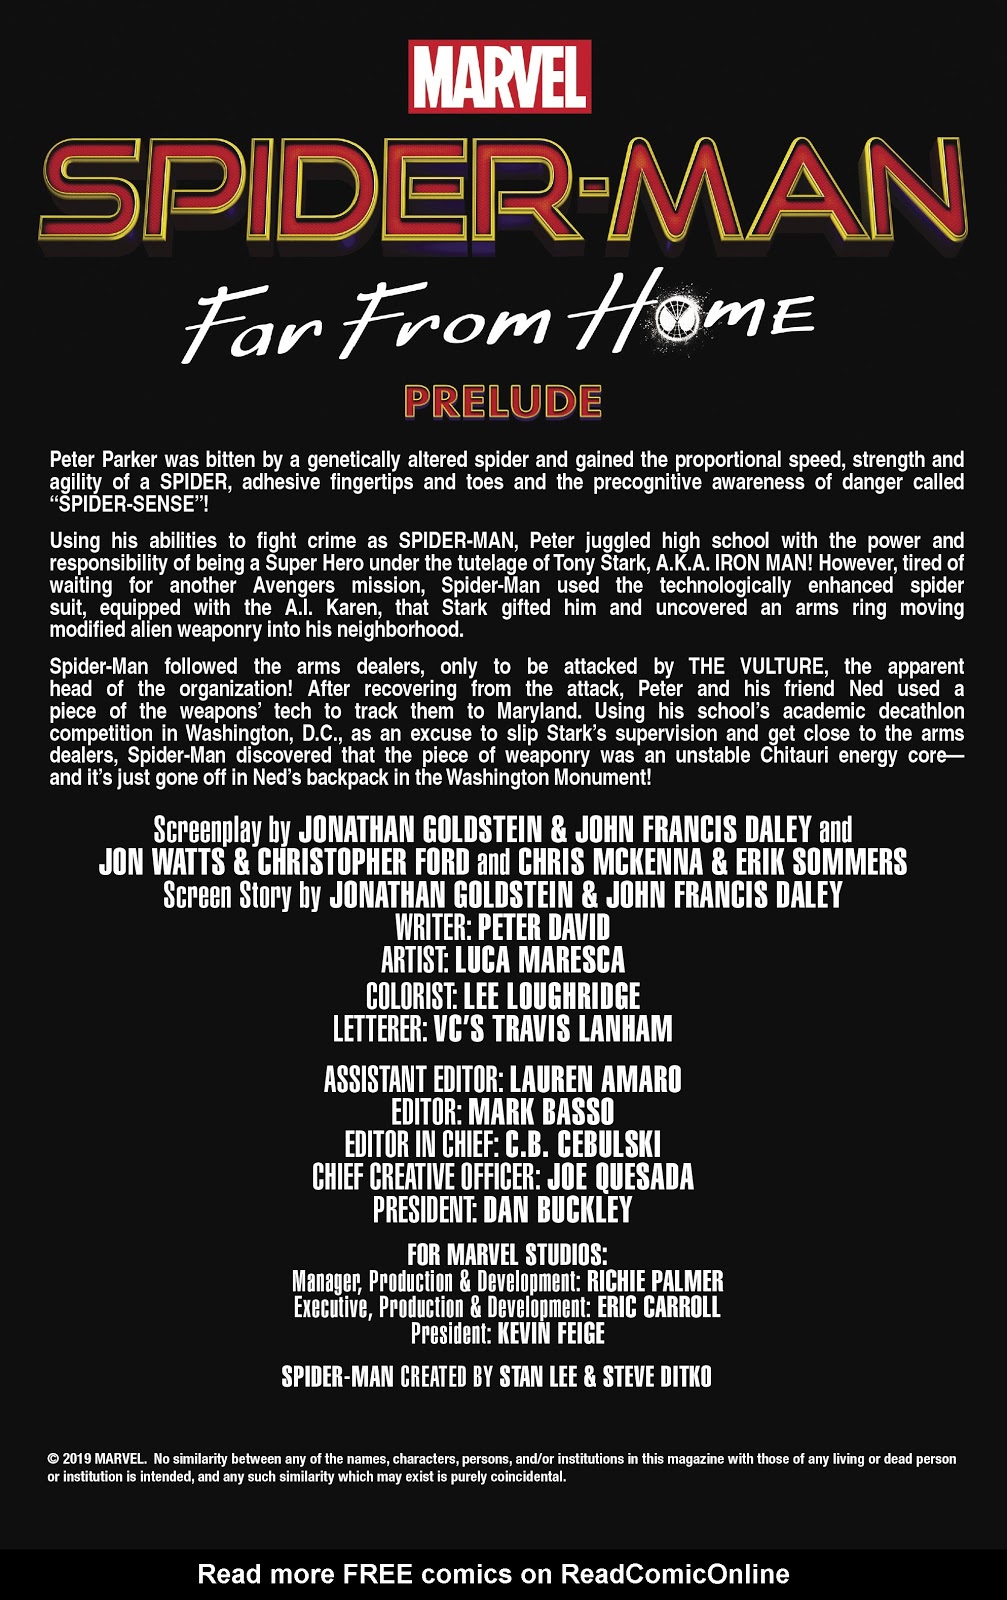 MARVEL
SPIDER-MAN
Far From Home
PRELUDE
Peter Parker was bitten by a genetically altered spider and gained the proportional speed, strength and
agility of a SPIDER, adhesive fingertips and toes and the precognitive awareness of danger called
“SPIDER-SENSE”!
Using his abilities to fight crime as SPIDER-MAN, Peter juggled high school with the power and
responsibility of being a Super Hero under the tutelage of Tony Stark, A.K.A. IRON MAN! However, tired of
waiting for another Avengers mission, Spider-Man used the technologically enhanced spider
suit, equipped with the A.I. Karen, that Stark gifted him and uncovered an arms ring moving
modified alien weaponry into his neighborhood.
Spider-Man followed the arms dealers, only to be attacked by THE VULTURE, the apparent
head of the organization! After recovering from the attack, Peter and his friend Ned used a
piece of the weapons’ tech to track them to Maryland. Using his school’s academic decathlon
competition in Washington, D.C., as an excuse to slip Stark’s supervision and get close to the arms
dealers, Spider-Man discovered that the piece of weaponry was an unstable Chitauri energy core—
and it’s just gone off in Ned’s backpack in the Washington Monument!
Screenplay by JONATHAN GOLDSTEIN & JOHN FRANCIS DALEY and
JON WATTS & CHRISTOPHER FORD and CHRIS MCKENNA & ERIK SOMMERS
Screen Story by JONATHAN GOLDSTEIN & JOHN FRANCIS DALEY
WRITER: PETER DAVID
ARTIST: LUCA MARESCA
COLORIST: LEE LOUGHRIDGE
LETTERER: VC’S TRAVIS LANHAM
ASSISTANT EDITOR: LAUREN AMARO
EDITOR: MARK BASSO
EDITOR IN CHIEF: C.B. CEBULSKI
CHIEF CREATIVE OFFICER: JOE QUESADA
PRESIDENT: DAN BUCKLEY
FOR MARVEL STUDIOS:
Manager, Production & Development: RICHIE PALMER
Executive, Production & Development: ERIC CARROLL
President: KEVIN FEIGE
SPIDER-MAN CREATED BY STAN LEE & STEVE DITKO
© 2019 MARVEL. No similarity between any of the names, characters, persons, and/or institutions in this magazine with those of any living or dead person
or institution is intended, and any such similarity which may exist is purely coincidental.
Read more FREE comics on ReadComicOnline